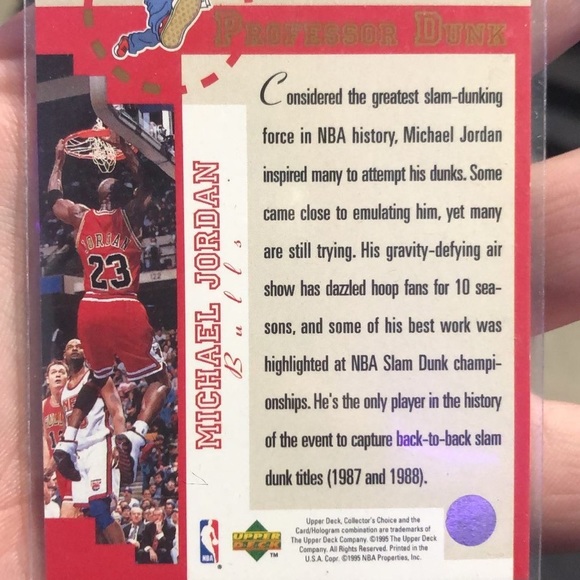 PROFESSOR DUNK
Considered the greatest slam-dunking
force in NBA history, Michael Jordan
inspired many to attempt his dunks. Some
came close to emulating him, yet many
are still trying. His gravity-defying air
show has dazzled hoop fans for 10 sea-
sons, and some of his best work was
highlighted at NBA Slam Dunk champi-
onships. He's the only player in the history
of the event to capture back-to-back slam
dunk titles (1987 and 1988).
MICHAEL JORDAN
Bulls
JORDAN
23
NBA
UPPER
DECK
TM
Upper Deck, Collector's Choice and the
Card/Hologram combination are trademarks of
The Upper Deck Company. ©1995 The Upper Deck
Company. All Rights Reserved. Printed in the
U.S.A. Copr. ©1995 NBA Properties, Inc.